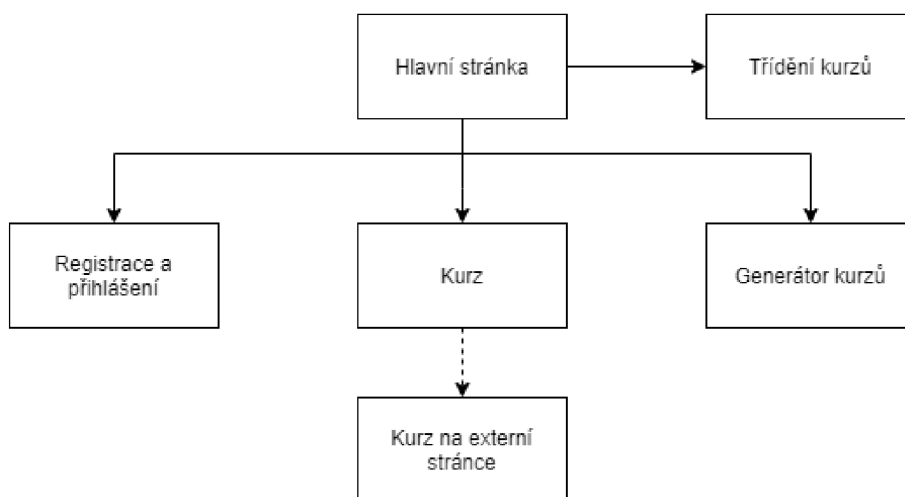 Hlavní stránka
Třídění kurzů
Registrace a
přihlášení
Kurz
Generátor kurzů
Kurz na externí
stránce